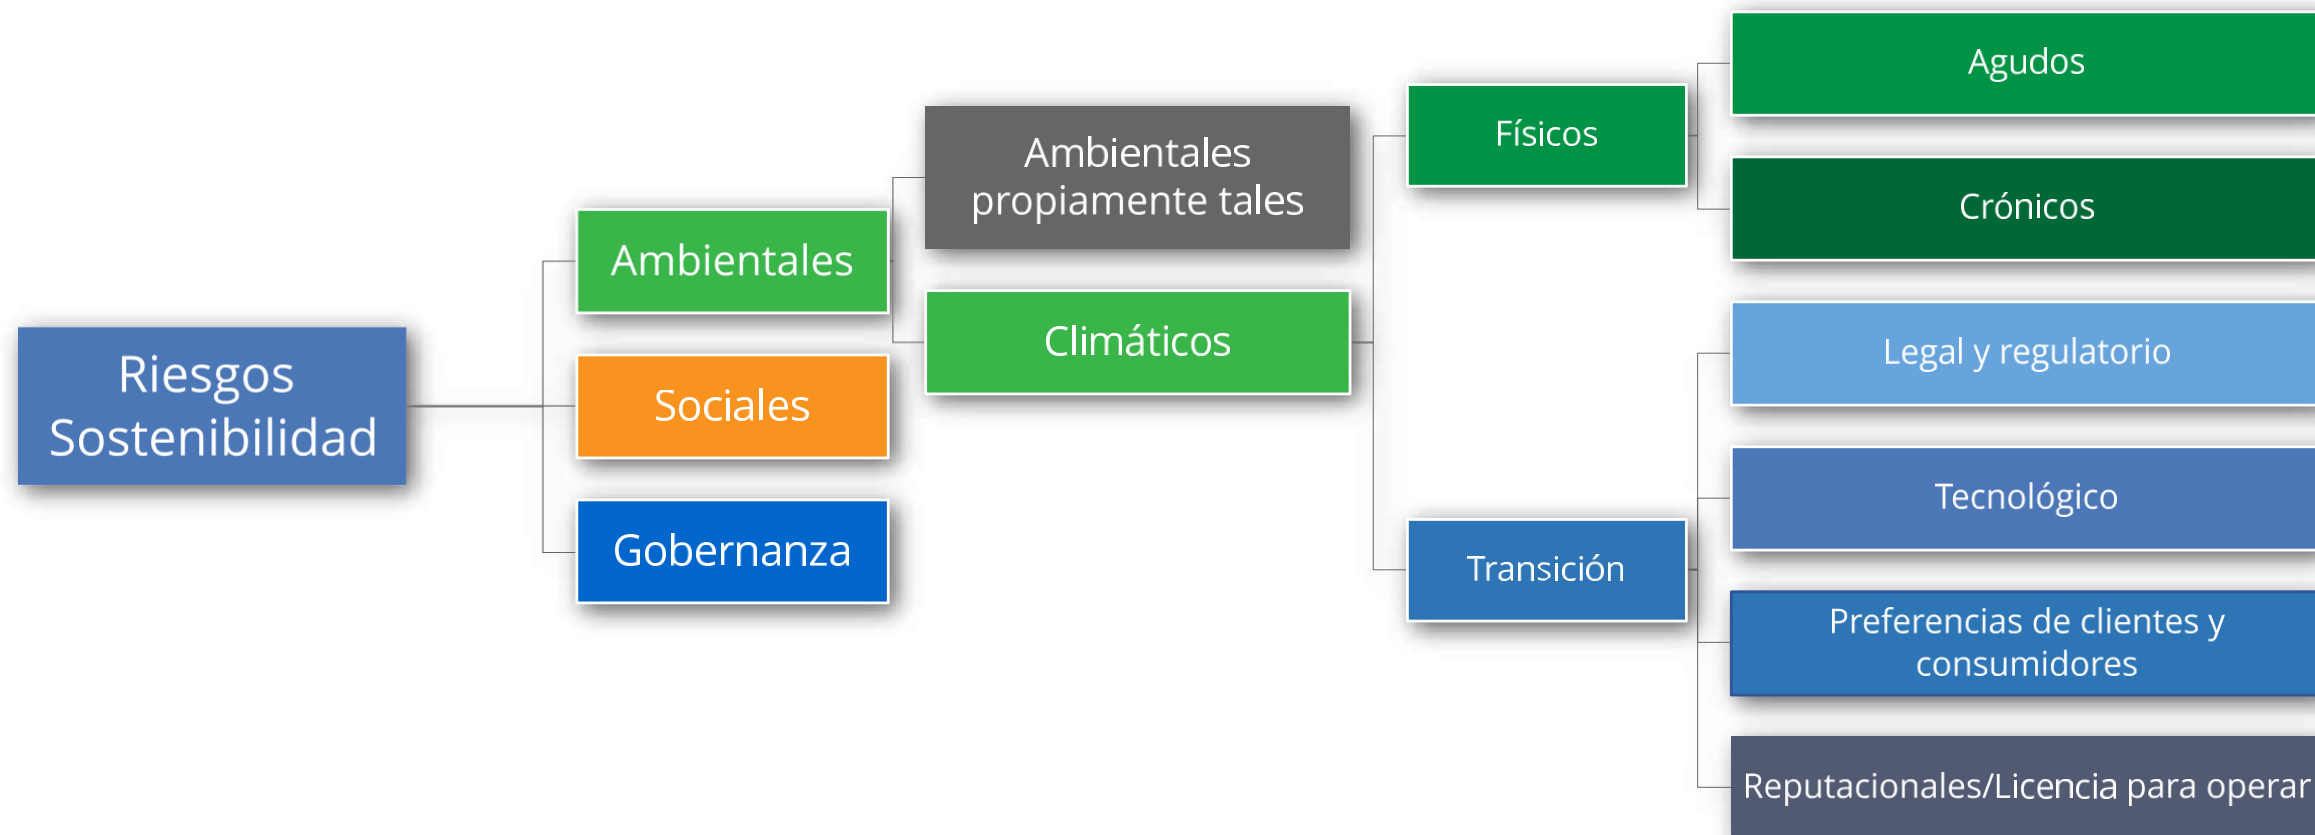 Riesgos
Sostenibilidad
Ambientales
Sociales
Gobernanza
Ambientales
propiamente tales
Climáticos
Físicos
Transición
Agudos
Crónicos
Legal y regulatorio
Tecnológico
Preferencias de clientes y
consumidores
Reputacionales/Licencia para operar